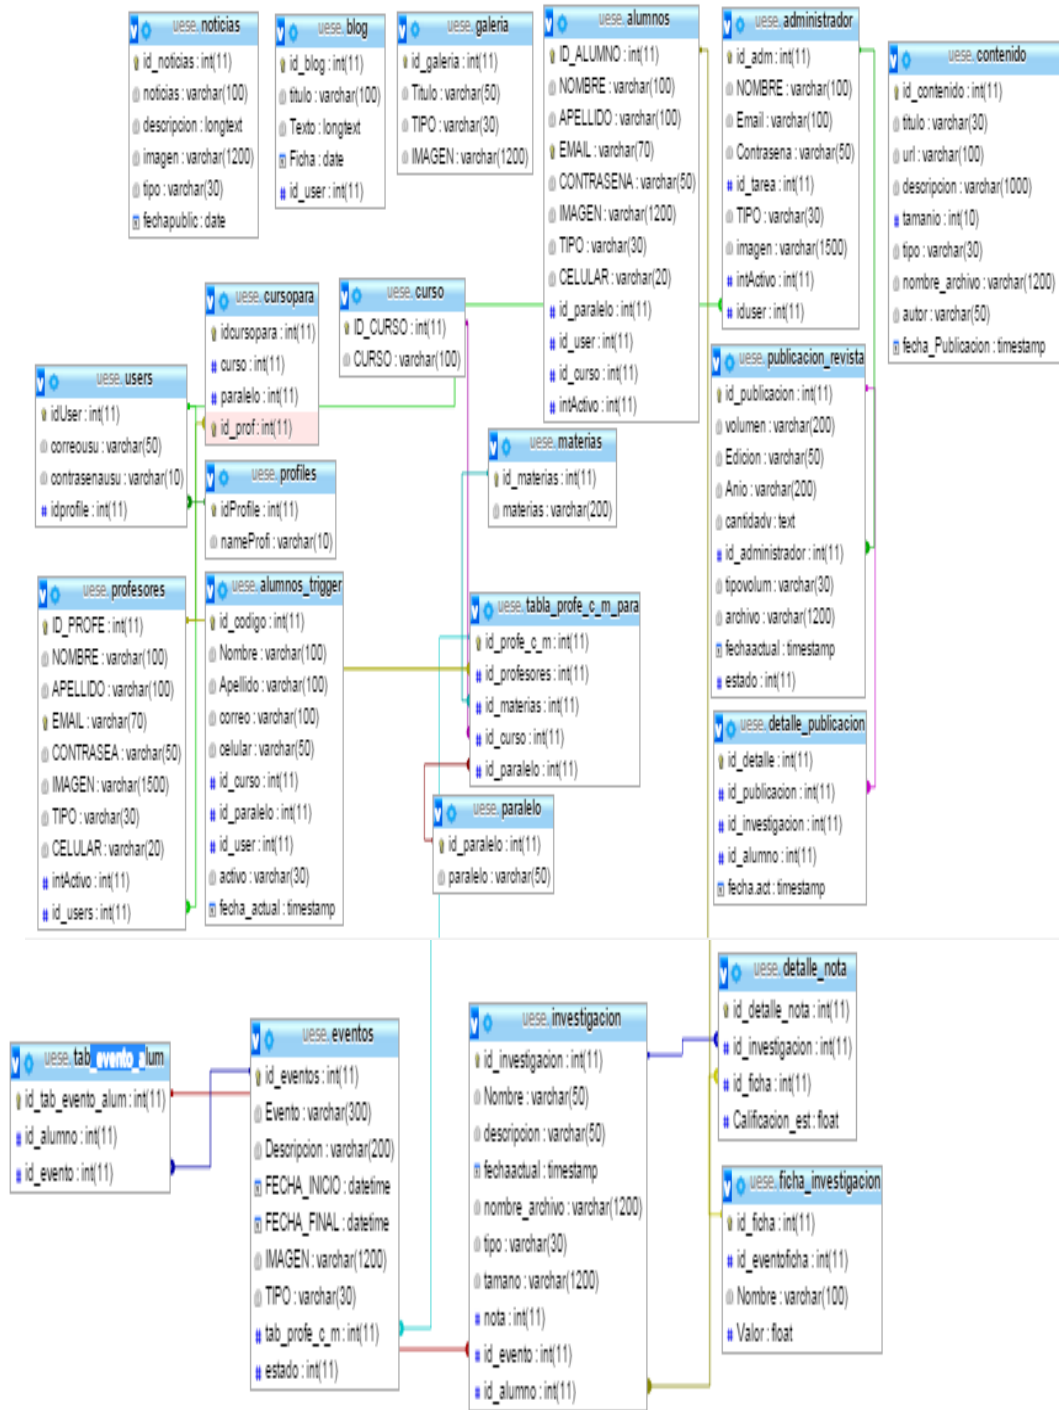 uese. noticias
id_noticias : int(11)
noticias : varchar(100)
descripcion : longtext
imagen : varchar(1200)
tipo : varchar(30)
fechapublic : date
uese. blog
id_blog : int(11)
titulo : varchar(100)
Texto : longtext
Ficha : date
id_user : int(11)
uese. galeria
id_galeria : int(11)
Titulo : varchar(50)
TIPO : varchar(30)
IMAGEN : varchar(1200)
uese. alumnos
ID_ALUMNO : int(11)
NOMBRE : varchar(100)
APELLIDO : varchar(100)
EMAIL : varchar(70)
CONTRASENA : varchar(50)
IMAGEN : varchar(1200)
TIPO : varchar(30)
CELULAR : varchar(20)
id_paralelo : int(11)
id_user : int(11)
id_curso : int(11)
intActivo : int(11)
uese. administrador
id_adm : int(11)
NOMBRE : varchar(100)
Email : varchar(100)
Contrasena : varchar(50)
id_tarea : int(11)
TIPO : varchar(30)
imagen : varchar(1500)
intActivo : int(11)
iduser : int(11)
uese. contenido
id_contenido : int(11)
titulo : varchar(30)
url : varchar(100)
descripcion : varchar(1000)
tamanio : int(10)
tipo : varchar(30)
nombre_archivo : varchar(1200)
autor : varchar(50)
fecha_Publicacion : timestamp
uese. cursopara
idcursopara : int(11)
curso : int(11)
paralelo : int(11)
id_prof : int(11)
uese. curso
ID_CURSO : int(11)
CURSO : varchar(100)
uese. users
idUser : int(11)
correousu : varchar(50)
contrasenausu : varchar(10)
idprofile : int(11)
uese. profiles
idProfile : int(11)
nameProfi : varchar(10)
uese. materias
id_materias : int(11)
materias : varchar(200)
uese. publicacion_revista
id_publicacion : int(11)
volumen : varchar(200)
Edicion : varchar(50)
Anio : varchar(200)
cantidadv : text
id_administrador : int(11)
tipovolum : varchar(30)
archivo : varchar(1200)
fechaactual : timestamp
estado : int(11)
uese. profesores
ID_PROFE : int(11)
NOMBRE : varchar(100)
APELLIDO : varchar(100)
EMAIL : varchar(70)
CONTRASEA : varchar(50)
IMAGEN : varchar(1500)
TIPO : varchar(30)
CELULAR : varchar(20)
intActivo : int(11)
id_users : int(11)
uese. alumnos_trigger
id_codigo : int(11)
Nombre : varchar(100)
Apellido : varchar(100)
correo : varchar(100)
celular : varchar(50)
id_curso : int(11)
id_paralelo : int(11)
id_user : int(11)
activo : varchar(30)
fecha_actual : timestamp
uese. tabla_profe_c_m_para
id_profe_c_m : int(11)
id_profesores : int(11)
id_materias : int(11)
id_curso : int(11)
id_paralelo : int(11)
uese. paralelo
id_paralelo : int(11)
paralelo : varchar(50)
uese. detalle_publicacion
id_detalle : int(11)
id_publicacion : int(11)
id_investigacion : int(11)
id_alumno : int(11)
fecha.act : timestamp
uese. tab_evento_alum
id_tab_evento_alum : int(11)
id_alumno : int(11)
id_evento : int(11)
uese. eventos
id_eventos : int(11)
Evento : varchar(300)
Descripcion : varchar(200)
FECHA_INICIO : datetime
FECHA_FINAL : datetime
IMAGEN : varchar(1200)
TIPO : varchar(30)
tab_profe_c_m : int(11)
estado : int(11)
uese. investigacion
id_investigacion : int(11)
Nombre : varchar(50)
descripcion : varchar(50)
fechaactual : timestamp
nombre_archivo : varchar(1200)
tipo : varchar(30)
tamano : varchar(1200)
nota : int(11)
id_evento : int(11)
id_alumno : int(11)
uese. detalle_nota
id_detalle_nota : int(11)
id_investigacion : int(11)
id_ficha : int(11)
Calificacion_est : float
uese. ficha_investigacion
id_ficha : int(11)
id_eventoficha : int(11)
Nombre : varchar(100)
Valor : float